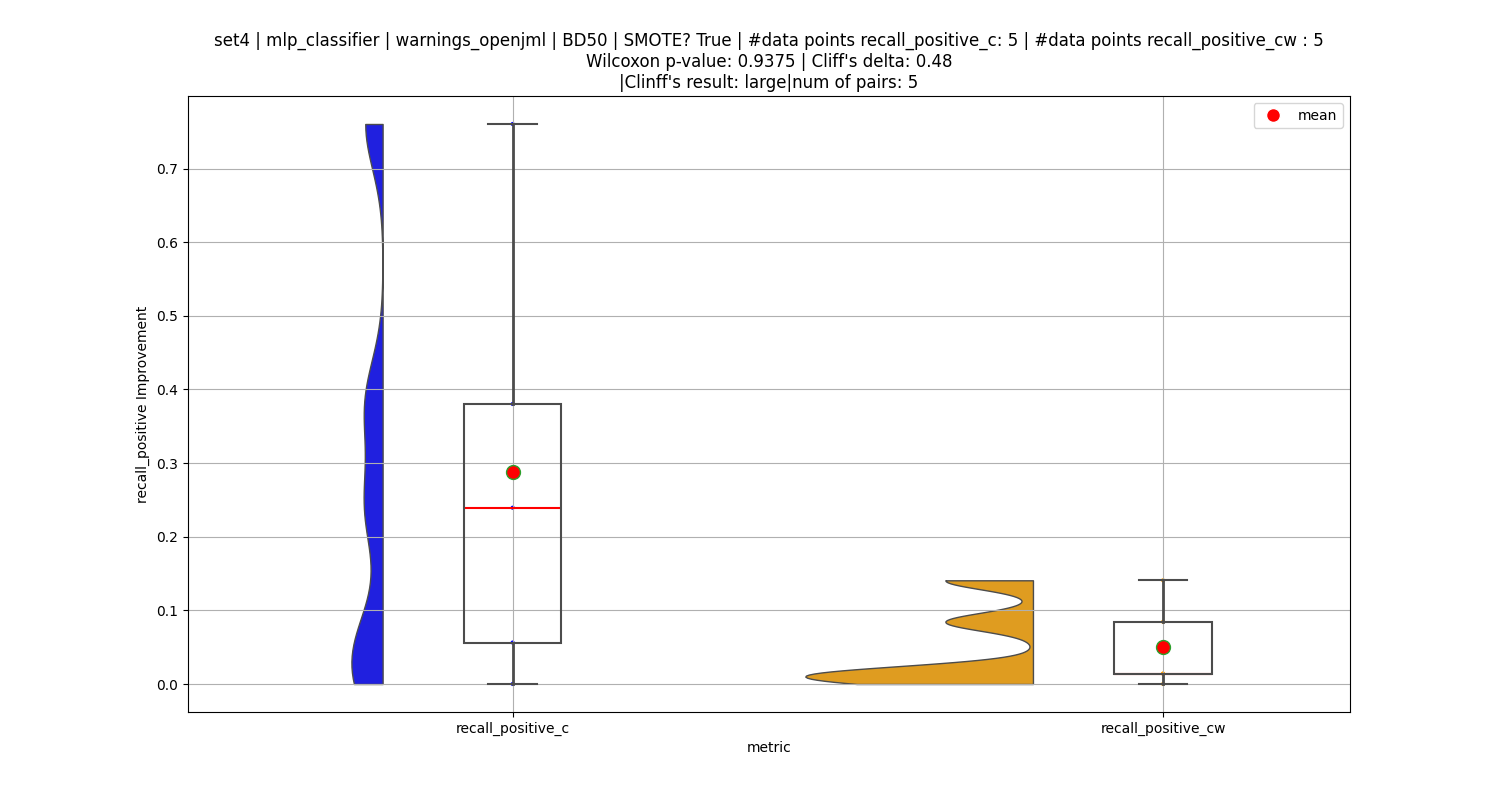 set4 | mlp_classifier | warnings_openjml | BD50 | SMOTE? True | #data points recall_positive_c: 5 | #data points recall_positive_cw : 5
Wilcoxon p-value: 0.9375 | Cliff's delta: 0.48
|Clinff's result: large|num of pairs: 5
mean
0.7
0.6
0.5
0.4
0.3
0.2
0.1
0.0
recall_positive Improvement
recall_positive_c
recall_positive_cw
metric